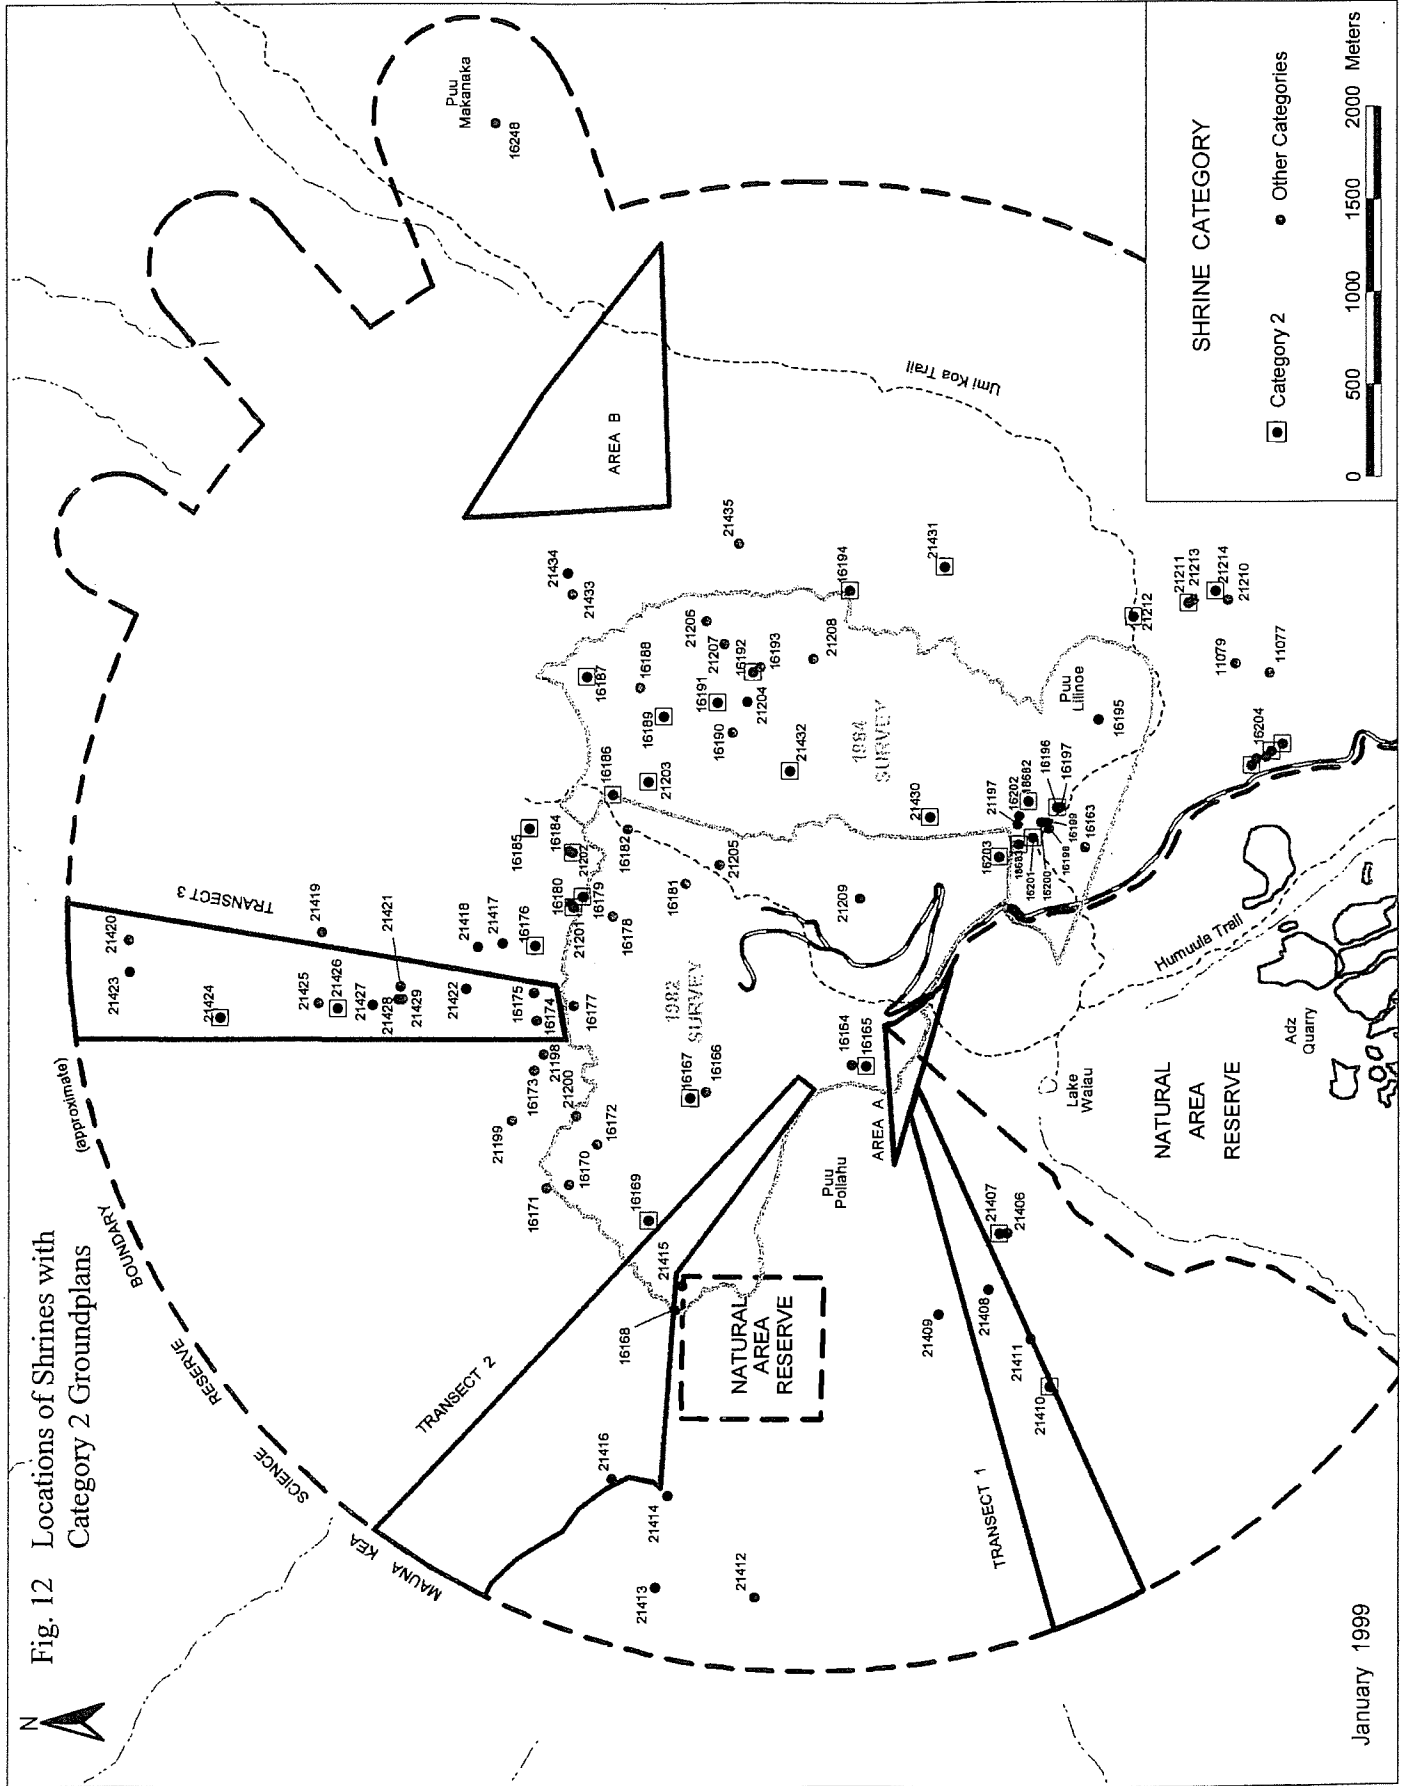 Fig. 12 Locations of Shrines with
Category 2 Groundplans
N
MAUNA KEA
SCIENCE
RESERVE
BOUNDARY
(approximate)
TRANSECT 3
21420
21423
21424
21419
21425
21426
21427
21421
21428
21429
21418
21417
21422
16176
16175
16174
16177
21198
16173
21200
21199
16172
16170
16171
16169
TRANSECT 2
21415
16168
21416
21414
21413
21412
NATURAL
AREA
RESERVE
16185
16184
21202
16180
16179
21201
16178
16186
16182
16181
21205
21209
1982
SURVEY
16167
16166
16164
16165
AREA A
Puu
Poliahu
21434
21433
21435
16187
16188
16189
21203
21206
21207
16192
16193
16191
21204
16190
21208
21432
16194
1984
SURVEY
21430
21431
AREA B
Puu
Makanaka
16248
Umi Koa Trail
Puu
Lilinoe
16195
21197
16202
18682
16196
16197
16203
18683
16201
16200
16198
16199
16163
21212
21211
21213
21214
21210
11079
11077
16204
Humuula Trail
Lake
Waiau
NATURAL
AREA
RESERVE
Adz
Quarry
21407
21406
21408
21409
21411
21410
TRANSECT 1
SHRINE CATEGORY
Category 2
Other Categories
0 500 1000 1500 2000 Meters
January 1999